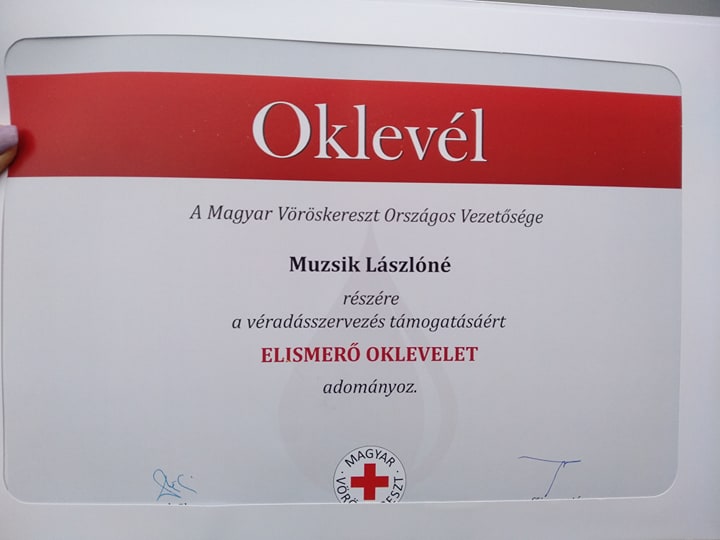 Oklevél
A Magyar Vöröskereszt Országos Vezetősége
Muzsik Lászlóné
részére
a véradásszervezés támogatásáért
ELISMERŐ OKLEVELET
adományoz.
MAGYAR